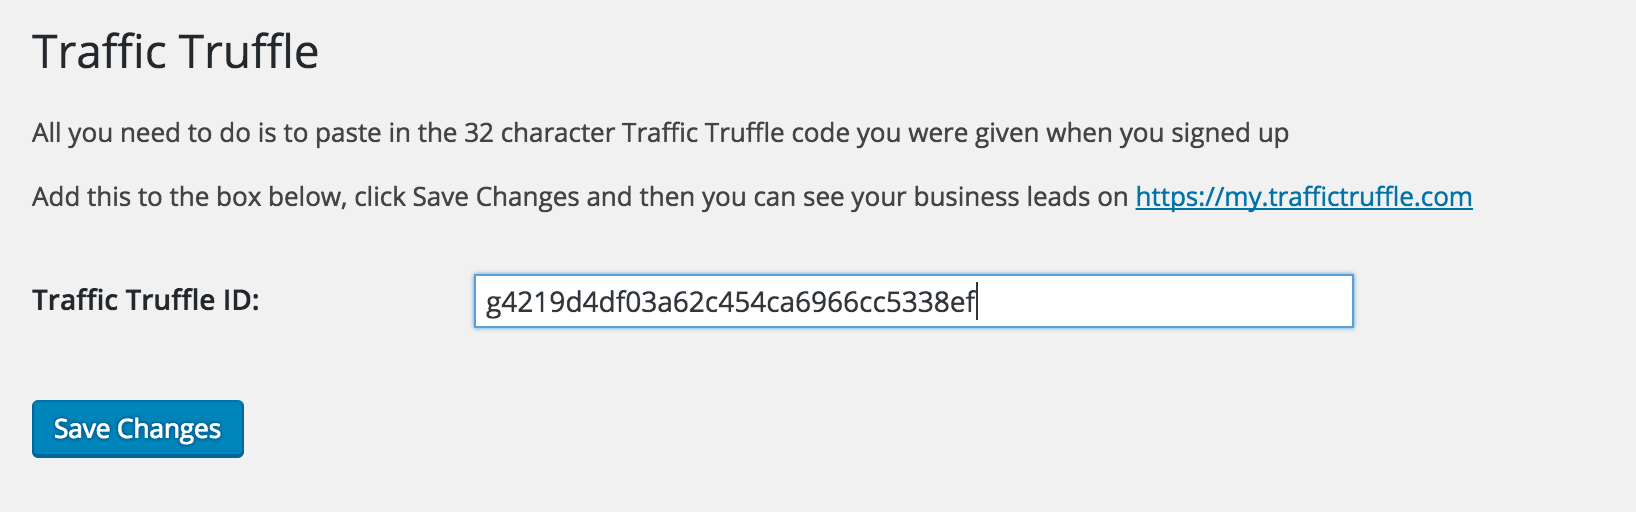 Traffic Truffle
All you need to do is to paste in the 32 character Traffic Truffle code you were given when you signed up
Add this to the box below, click Save Changes and then you can see your business leads on https://my.traffictruffle.com
Traffic Truffle ID: g4219d4df03a62c454ca6966cc5338ef
Save Changes